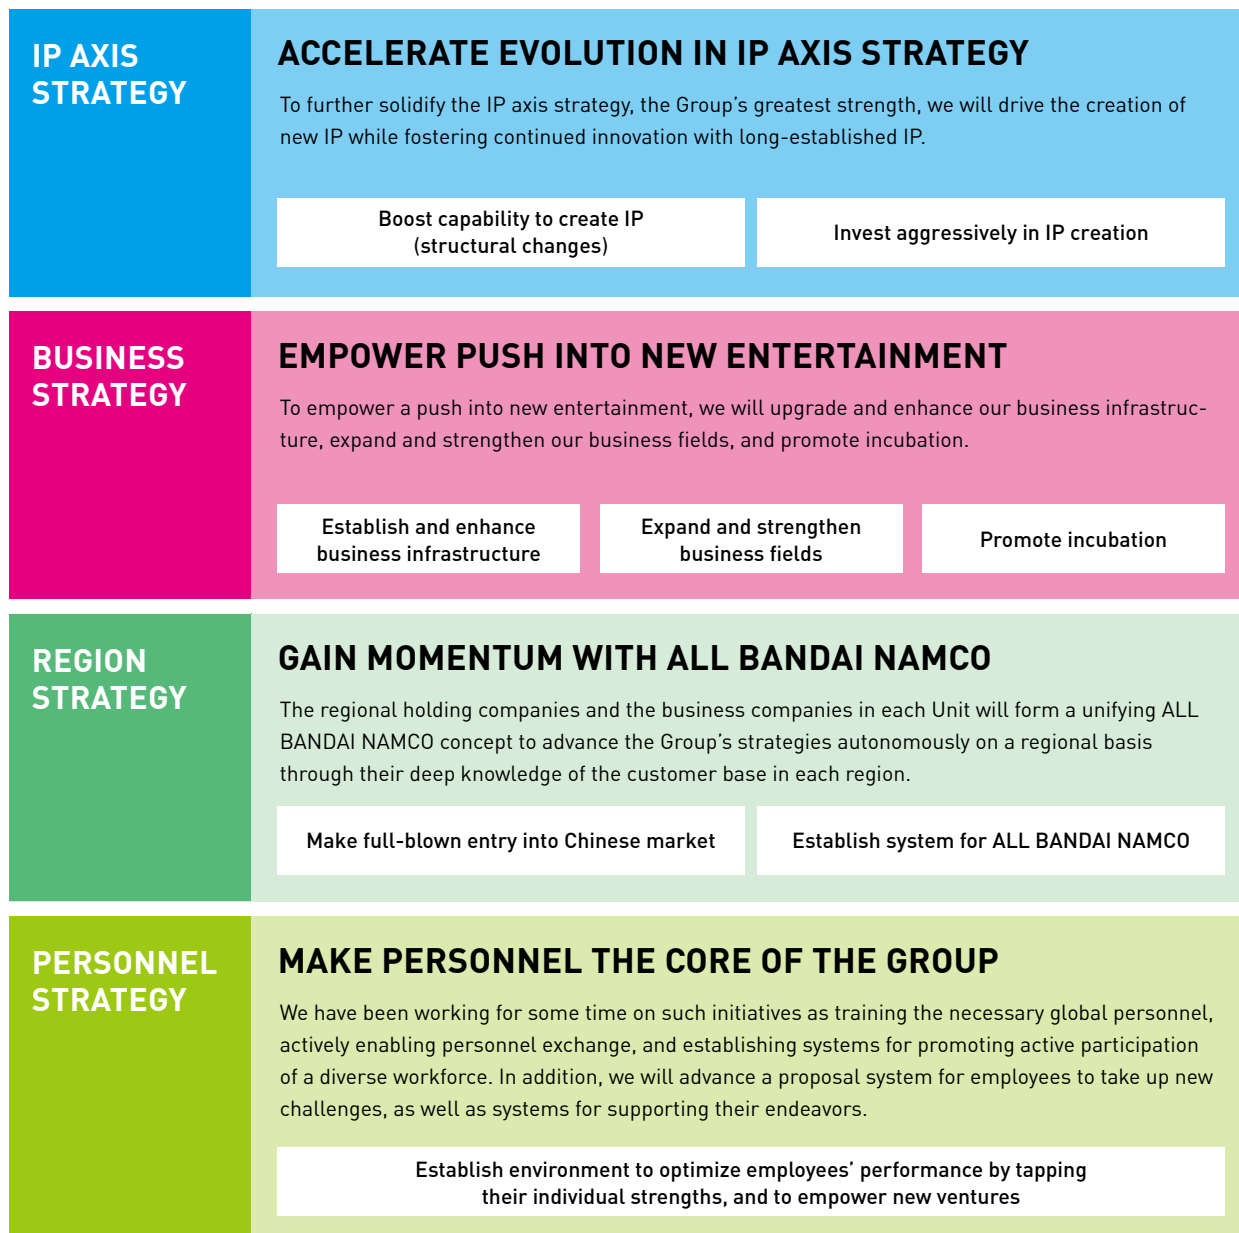 IP AXIS
STRATEGY
ACCELERATE EVOLUTION IN IP AXIS STRATEGY
To further solidify the IP axis strategy, the Group’s greatest strength, we will drive the creation of
new IP while fostering continued innovation with long-established IP.
Boost capability to create IP
(structural changes)
Invest aggressively in IP creation
BUSINESS
STRATEGY
EMPOWER PUSH INTO NEW ENTERTAINMENT
To empower a push into new entertainment, we will upgrade and enhance our business infrastruc-
ture, expand and strengthen our business fields, and promote incubation.
Establish and enhance
business infrastructure
Expand and strengthen
business fields
Promote incubation
REGION
STRATEGY
GAIN MOMENTUM WITH ALL BANDAI NAMCO
The regional holding companies and the business companies in each Unit will form a unifying ALL
BANDAI NAMCO concept to advance the Group’s strategies autonomously on a regional basis
through their deep knowledge of the customer base in each region.
Make full-blown entry into Chinese market
Establish system for ALL BANDAI NAMCO
PERSONNEL
STRATEGY
MAKE PERSONNEL THE CORE OF THE GROUP
We have been working for some time on such initiatives as training the necessary global personnel,
actively enabling personnel exchange, and establishing systems for promoting active participation
of a diverse workforce. In addition, we will advance a proposal system for employees to take up new
challenges, as well as systems for supporting their endeavors.
Establish environment to optimize employees’ performance by tapping
their individual strengths, and to empower new ventures